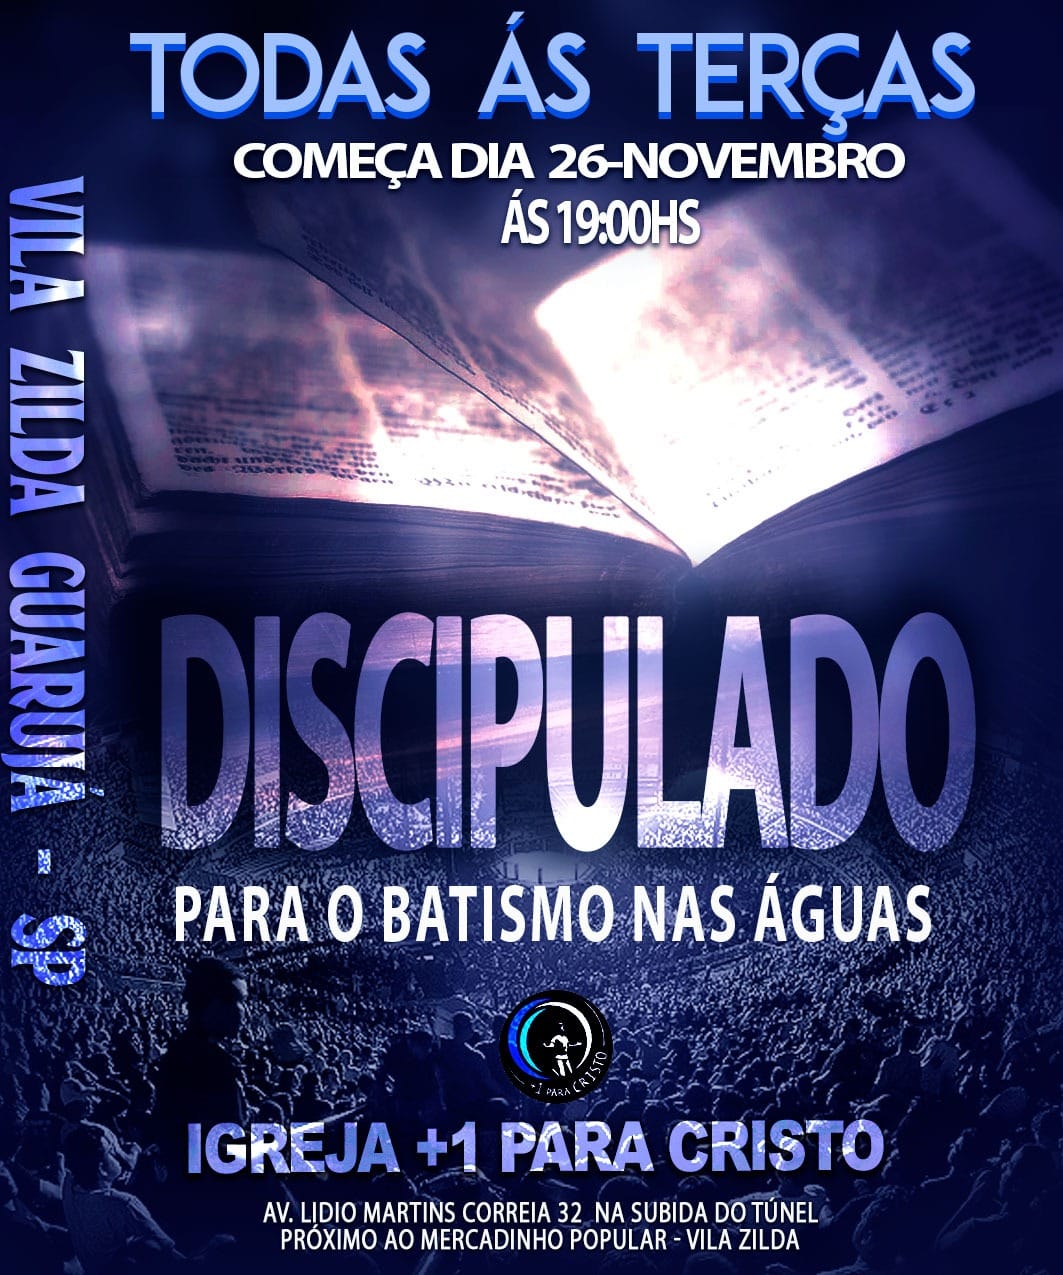 TODAS ÁS TERÇAS
COMEÇA DIA 26-NOVEMBRO
ÁS 19:00HS
VILA ZILDA GUARUJÁ - SP
DISCIPULADO
PARA O BATISMO NAS ÁGUAS
+1 PARA CRISTO
IGREJA +1 PARA CRISTO
AV. LIDIO MARTINS CORREIA 32 NA SUBIDA DO TÚNEL
PRÓXIMO AO MERCADINHO POPULAR - VILA ZILDA